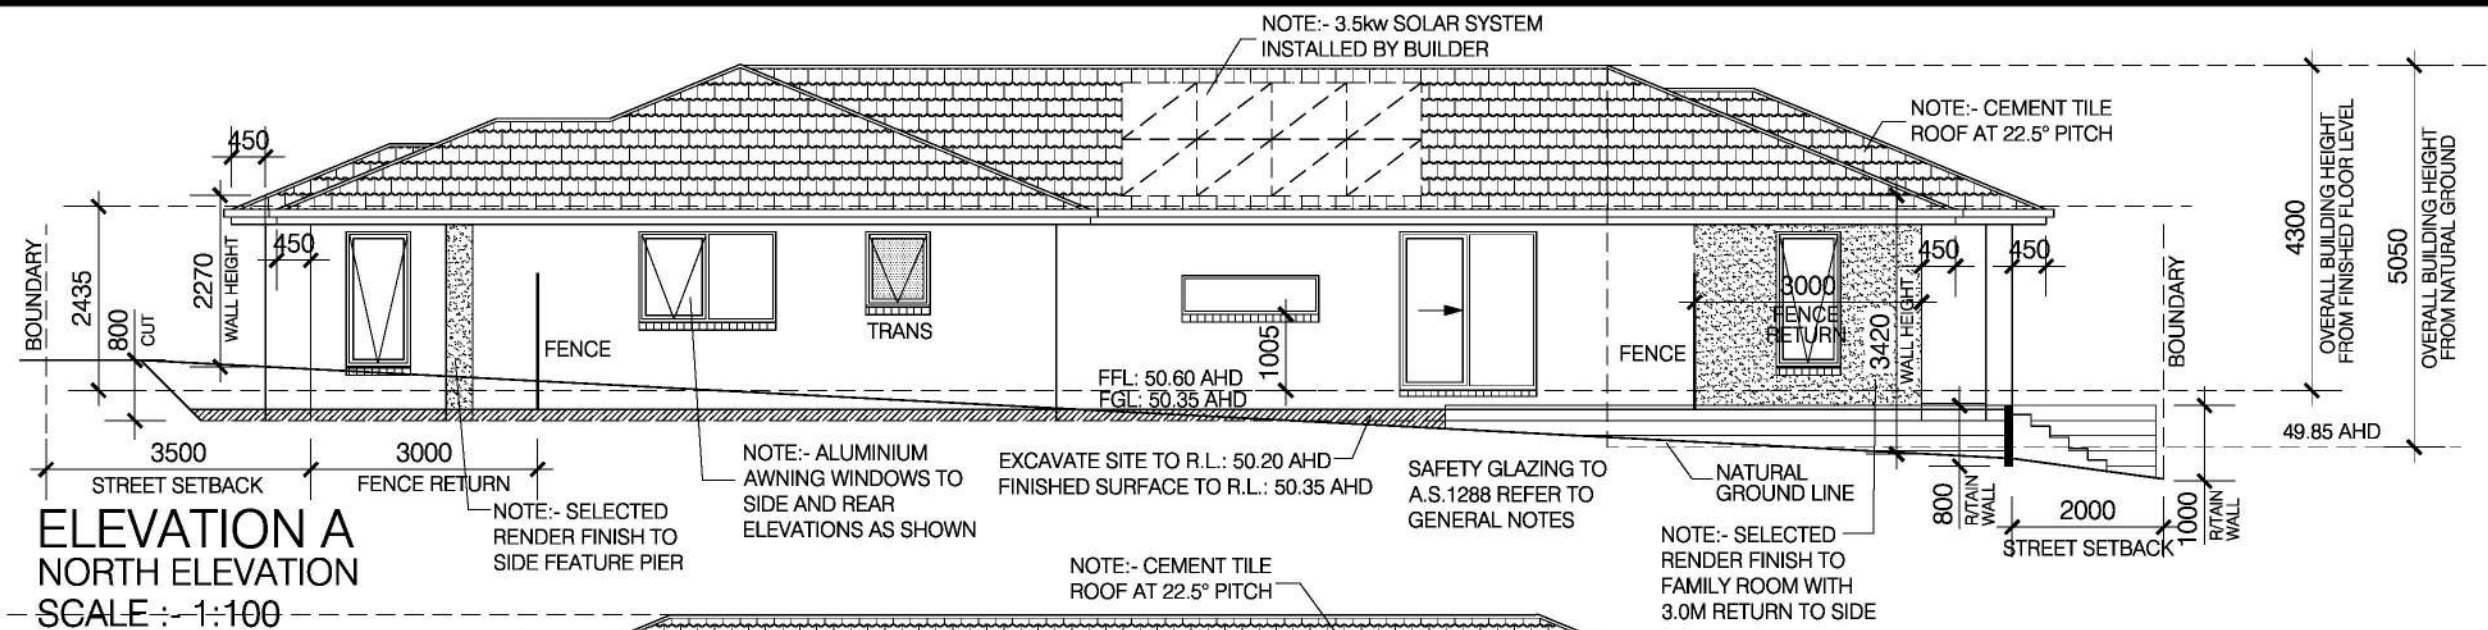 NOTE:- 3.5kw SOLAR SYSTEM
INSTALLED BY BUILDER
NOTE:- CEMENT TILE
ROOF AT 22.5° PITCH
450
BOUNDARY
2435
800
CUT
2270
WALL HEIGHT
450
FENCE
TRANS
FFL: 50.60 AHD
FGL: 50.35 AHD
1005
FENCE
3000
FENCE
RETURN
3420
WALL HEIGHT
450
450
BOUNDARY
4300
OVERALL BUILDING HEIGHT
FROM FINISHED FLOOR LEVEL
5050
OVERALL BUILDING HEIGHT
FROM NATURAL GROUND
49.85 AHD
3500
STREET SETBACK
3000
FENCE RETURN
NOTE:- SELECTED
RENDER FINISH TO
SIDE FEATURE PIER
NOTE:- ALUMINIUM
AWNING WINDOWS TO
SIDE AND REAR
ELEVATIONS AS SHOWN
EXCAVATE SITE TO R.L.: 50.20 AHD
FINISHED SURFACE TO R.L.: 50.35 AHD
SAFETY GLAZING TO
A.S.1288 REFER TO
GENERAL NOTES
NATURAL
GROUND LINE
NOTE:- SELECTED
RENDER FINISH TO
FAMILY ROOM WITH
3.0M RETURN TO SIDE
800
R/TAIN
WALL
2000
STREET SETBACK
1000
R/TAIN
WALL
ELEVATION A
NORTH ELEVATION
SCALE :- 1:100
NOTE:- CEMENT TILE
ROOF AT 22.5° PITCH